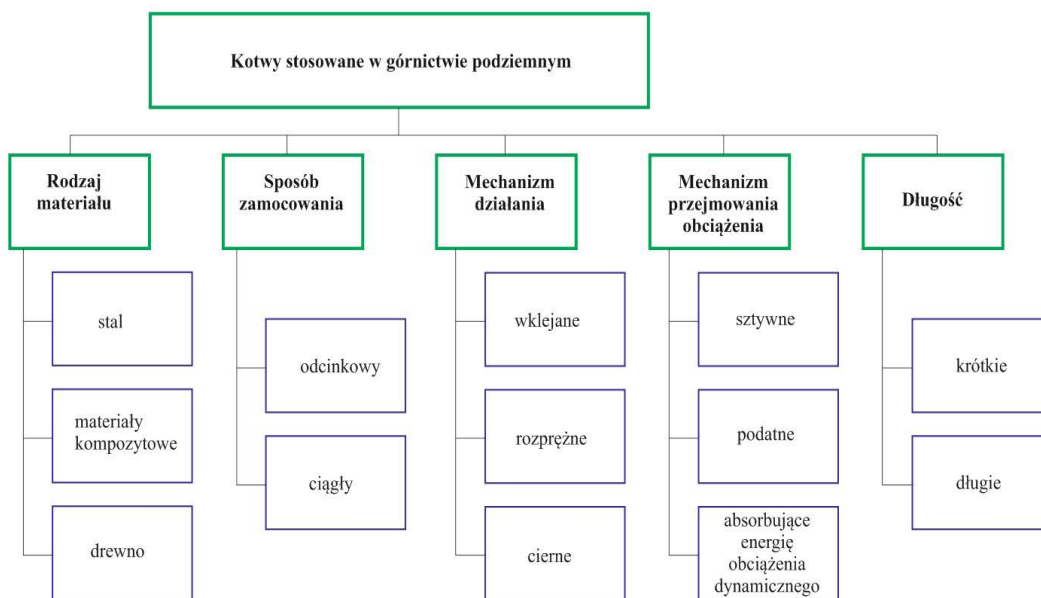 Kotwy stosowane w górnictwie podziemnym
Rodzaj
materiału
stal
materiały
kompozytowe
drewno
Sposób
zamocowania
odcinkowy
ciągły
Mechanizm
działania
wklejane
rozprężne
cierne
Mechanizm
przejmowania
obciążenia
sztywne
podatne
absorbujące
energię
obciążenia
dynamicznego
Długość
krótkie
długie